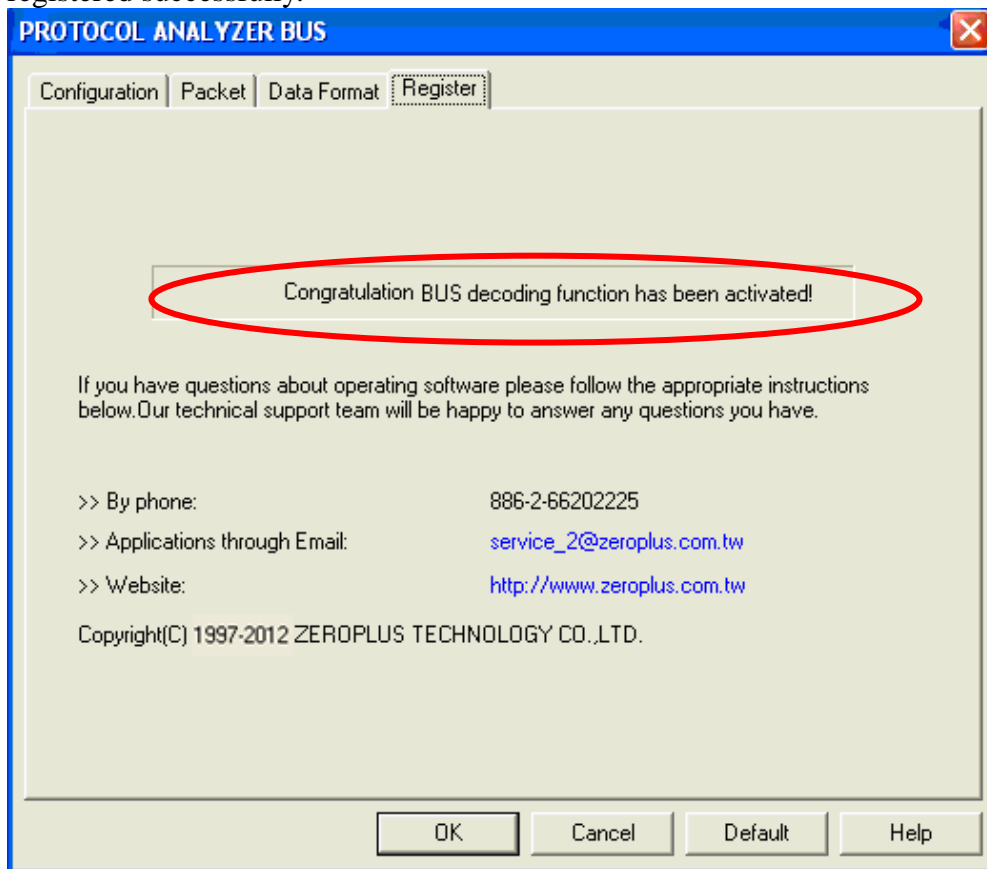 registered successfully.
PROTOCOL ANALYZER BUS
Configuration Packet Data Format Register
Congratulation BUS decoding function has been activated!
If you have questions about operating software please follow the appropriate instructions
below.Our technical support team will be happy to answer any questions you have.
>> By phone: 886-2-66202225
>> Applications through Email: service_2@zeroplus.com.tw
>> Website: http://www.zeroplus.com.tw
Copyright(C) 1997-2012 ZEROPLUS TECHNOLOGY CO.,LTD.
OK Cancel Default Help